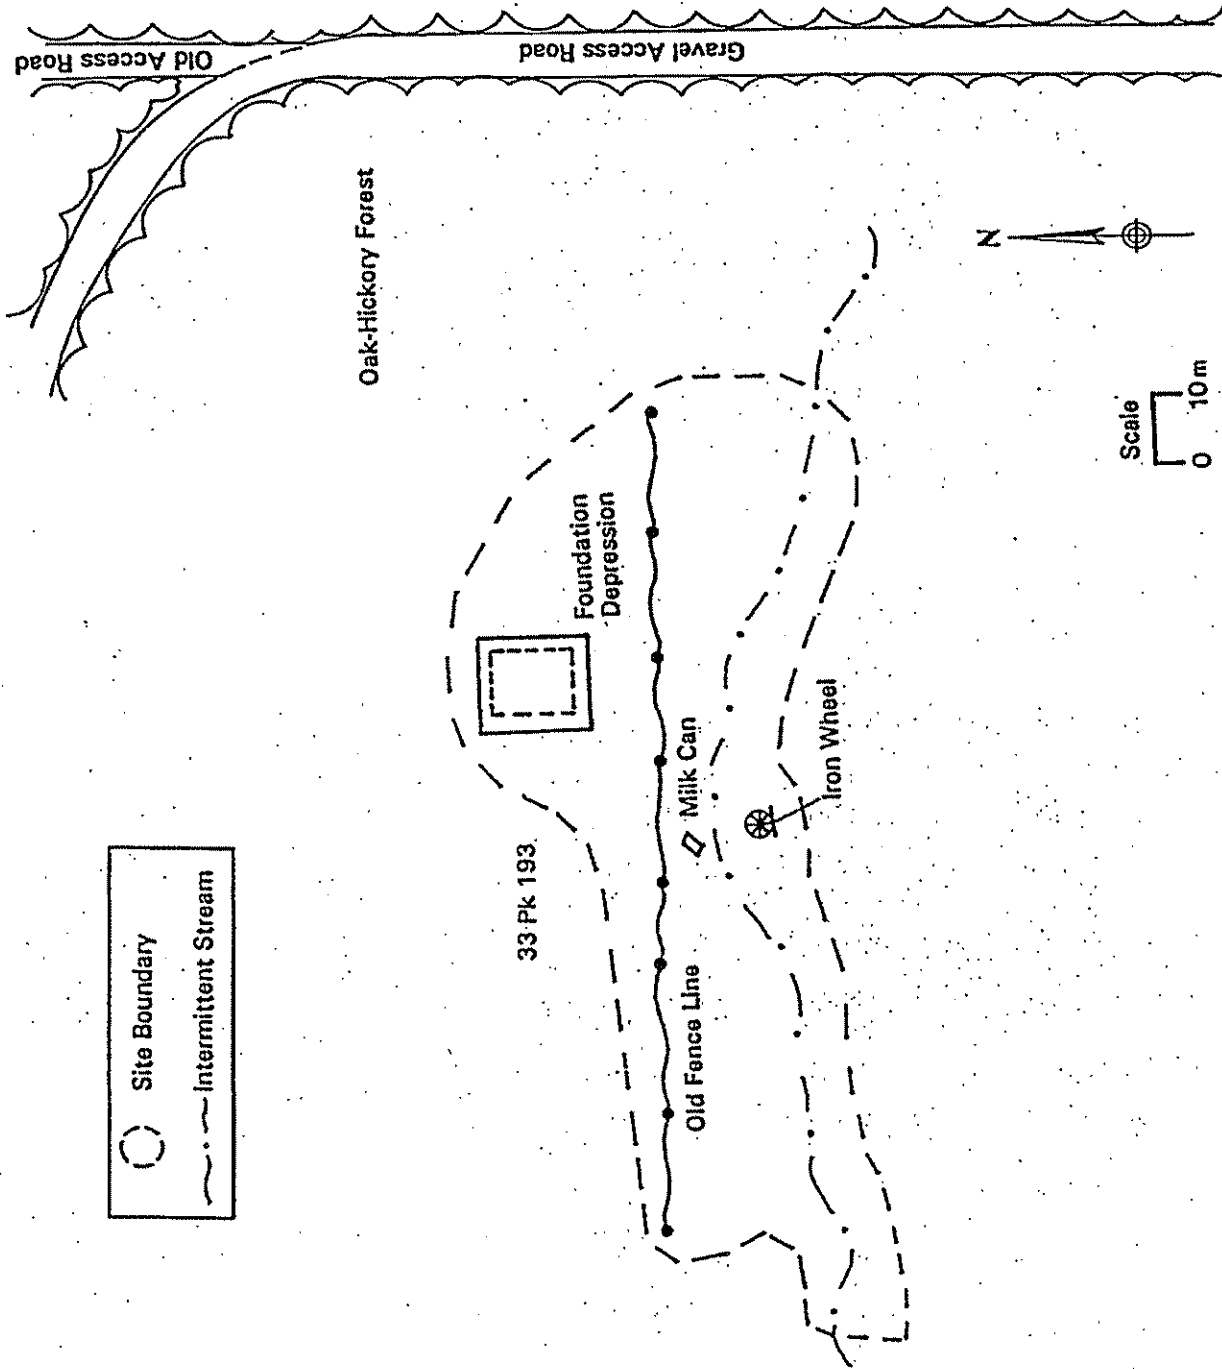 Site Boundary
Intermittent Stream
Old Access Road
Gravel Access Road
Oak-Hickory Forest
Foundation
Depression
33 Pk 193
Milk Can
Iron Wheel
Old Fence Line
N
Scale
0 10 m